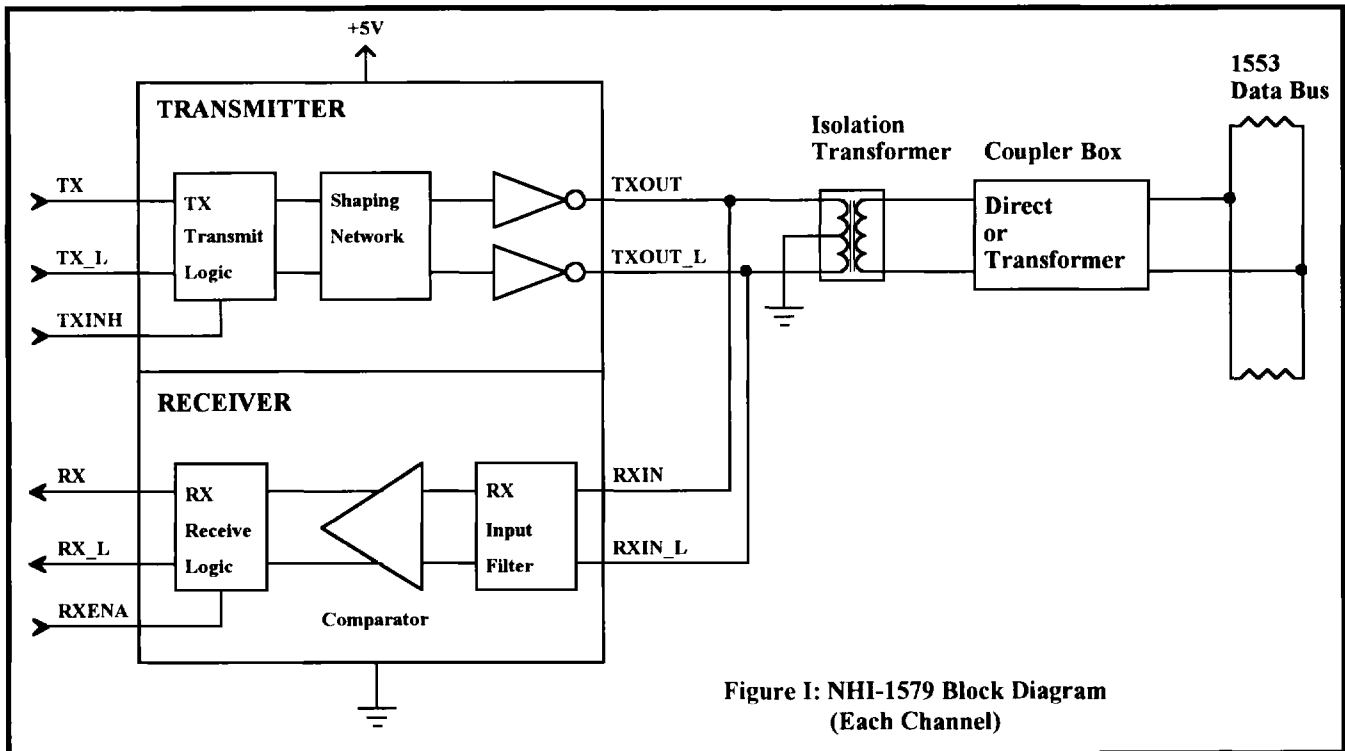 +5V
TRANSMITTER
TX
TX_L
TXINH
TX
Transmit
Logic
Shaping
Network
TXOUT
TXOUT_L
Isolation
Transformer
Coupler Box
Direct
or
Transformer
1553
Data Bus
RECEIVER
RX
RX_L
RXENA
RX
Receive
Logic
Comparator
RX
Input
Filter
RXIN
RXIN_L
Figure I: NHI-1579 Block Diagram
(Each Channel)